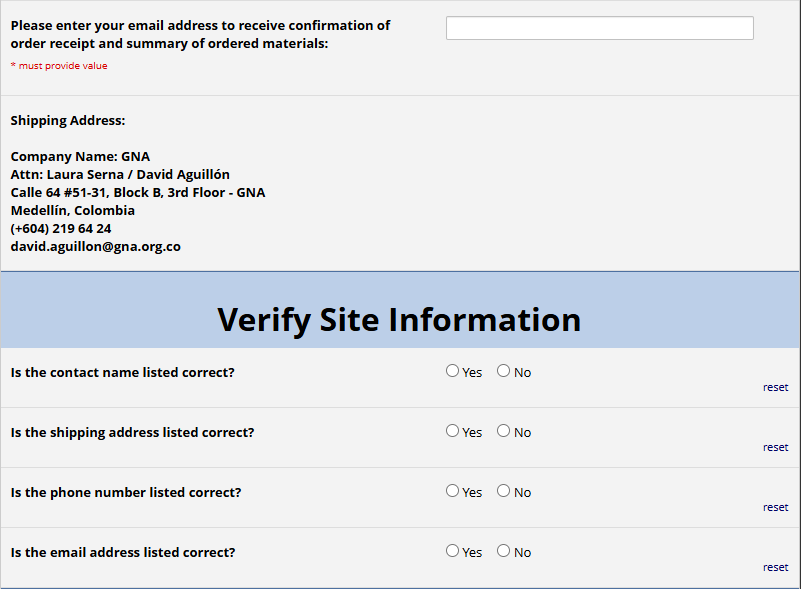 Please enter your email address to receive confirmation of
order receipt and summary of ordered materials:
* must provide value
Shipping Address:
Company Name: GNA
Attn: Laura Serna / David Aguillón
Calle 64 #51-31, Block B, 3rd Floor - GNA
Medellín, Colombia
(+604) 219 64 24
david.aguillon@gna.org.co
Verify Site Information
Is the contact name listed correct?
Yes No
reset
Is the shipping address listed correct?
Yes No
reset
Is the phone number listed correct?
Yes No
reset
Is the email address listed correct?
Yes No
reset